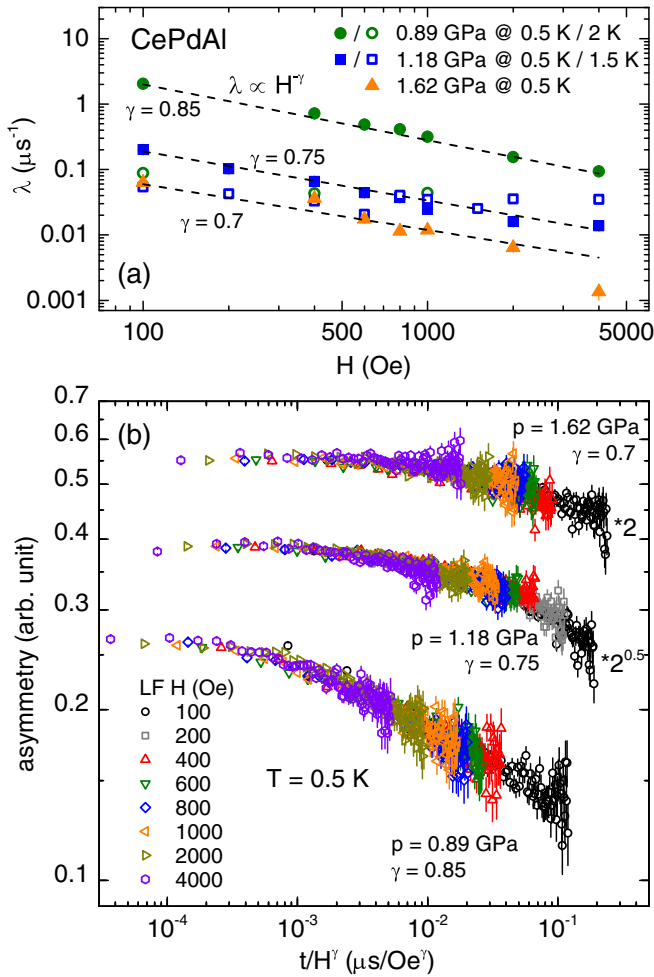 CePdAl
0.89 GPa @ 0.5 K / 2 K
1.18 GPa @ 0.5 K / 1.5 K
1.62 GPa @ 0.5 K
λ ∝ H^-γ
γ = 0.85
γ = 0.75
γ = 0.7
(a)
λ (μs⁻¹)
10
1
0.1
0.01
0.001
100
500
1000
5000
H (Oe)
(b)
p = 1.62 GPa
γ = 0.7
*2
p = 1.18 GPa
γ = 0.75
*2^0.5
LF H (Oe)
100
200
400
600
800
1000
2000
4000
T = 0.5 K
p = 0.89 GPa
γ = 0.85
asymmetry (arb. unit)
0.7
0.5
0.4
0.3
0.2
0.1
10⁻⁴
10⁻³
10⁻²
10⁻¹
t/H^γ (μs/Oe^γ)